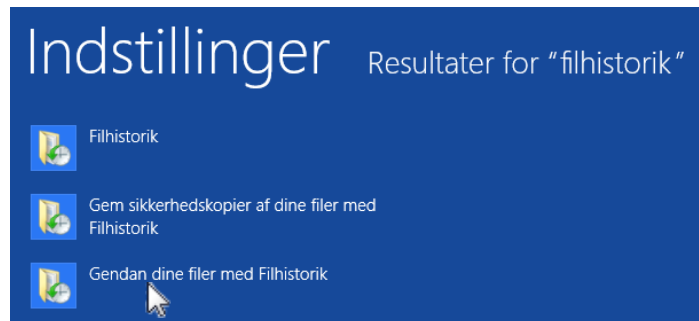 Indstillinger Resultater for "filhistorik"
Filhistorik
Gem sikkerhedskopier af dine filer med
Filhistorik
Gendan dine filer med Filhistorik